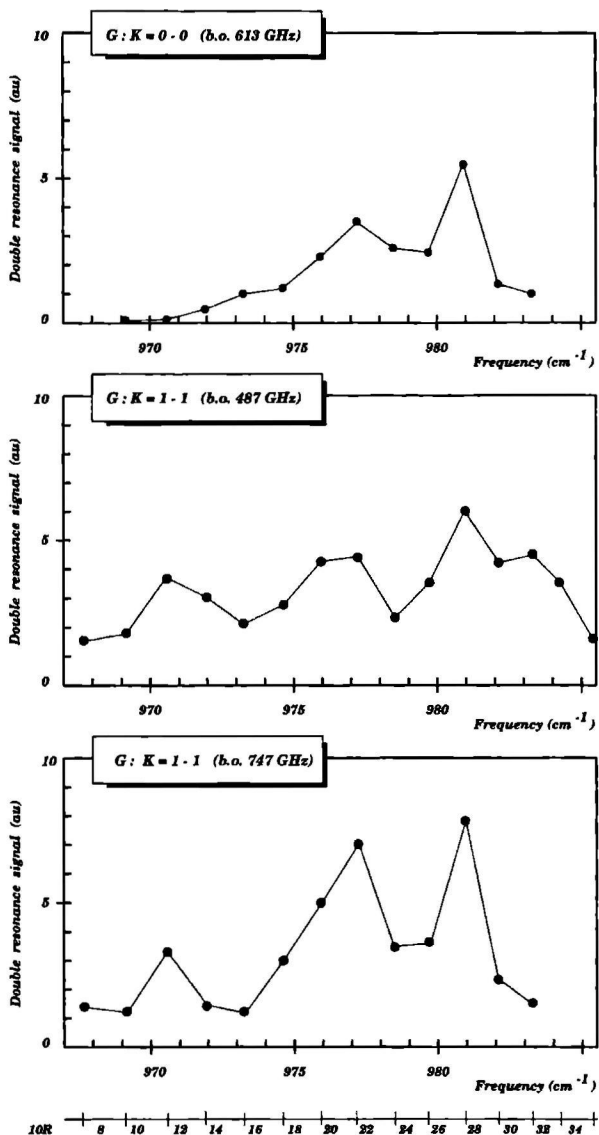 10
G : K = 0 - 0 (b.o. 613 GHz)
Double resonance signal (au)
5
0
970 975 980
Frequency (cm -1)
10
G : K = 1 - 1 (b.o. 487 GHz)
Double resonance signal (au)
5
0
970 975 980
Frequency (cm -1)
10
G : K = 1 - 1 (b.o. 747 GHz)
Double resonance signal (au)
5
0
970 975 980
Frequency (cm -1)
10R 8 10 12 14 16 18 20 22 24 26 28 30 32 34